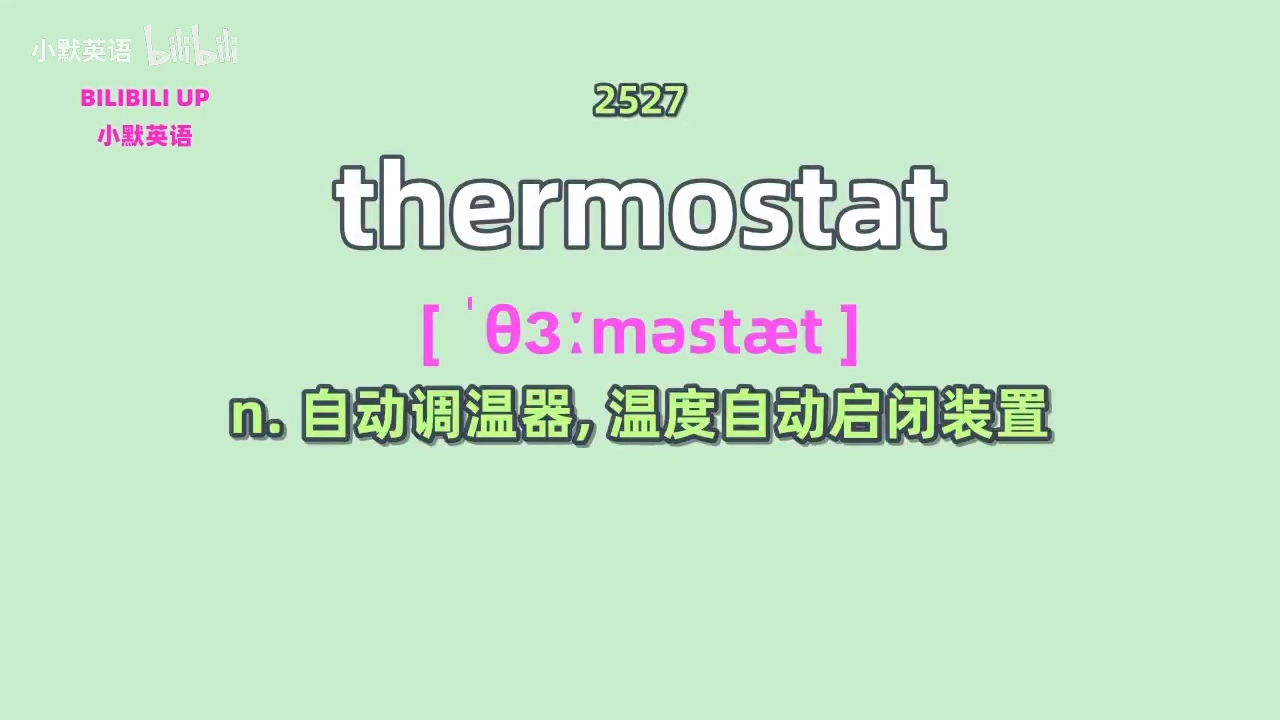 小默英语 bilibili
BILIBILI UP
小默英语
2527
thermostat
[ ˈθɜːməstæt ]
n. 自动调温器, 温度自动启闭装置